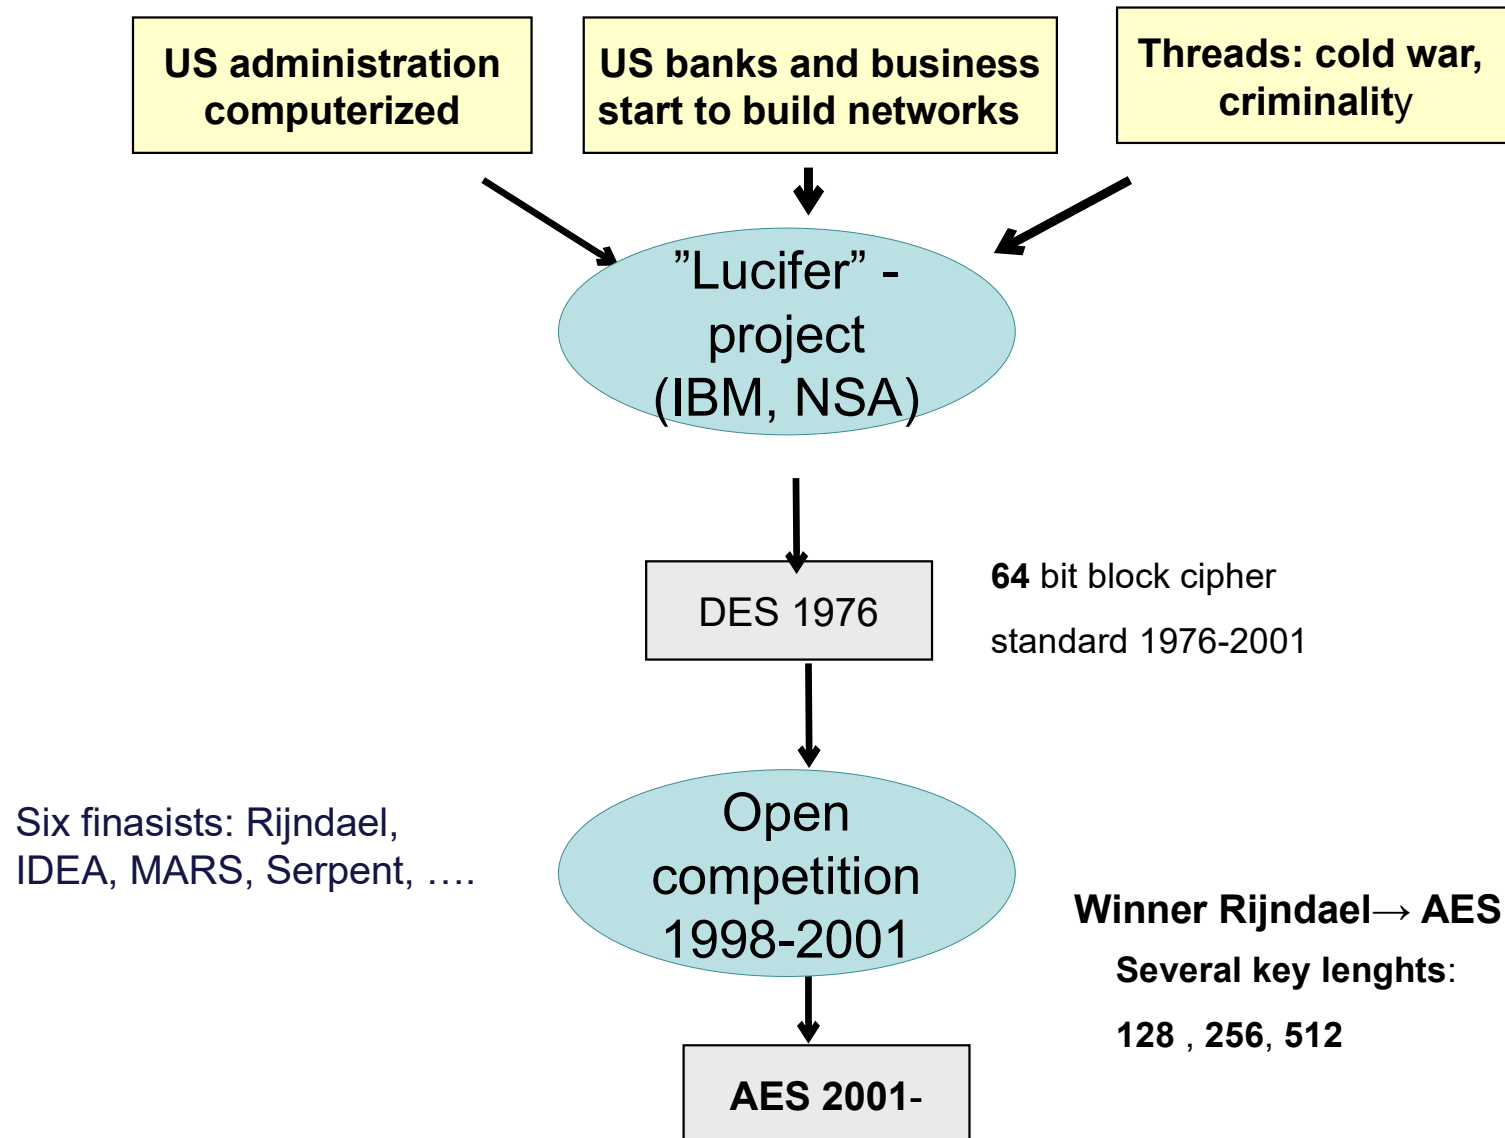 US administration
computerized
US banks and business
start to build networks
Threads: cold war,
criminality
”Lucifer” -
project
(IBM, NSA)
DES 1976
64 bit block cipher
standard 1976-2001
Six finasists: Rijndael,
IDEA, MARS, Serpent, ….
Open
competition
1998-2001
Winner Rijndael→ AES
Several key lenghts:
128 , 256, 512
AES 2001-